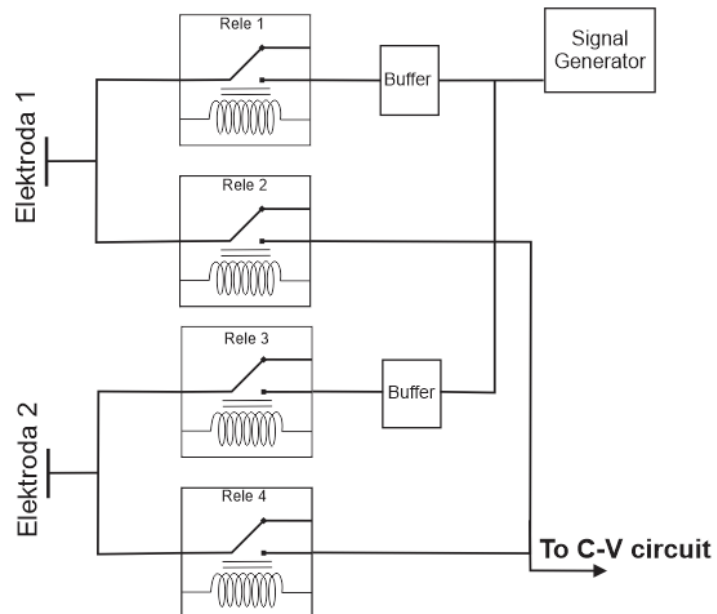 Rele 1
Buffer
Signal
Generator
Elektroda 1
Rele 2
Rele 3
Buffer
Elektroda 2
Rele 4
To C-V circuit